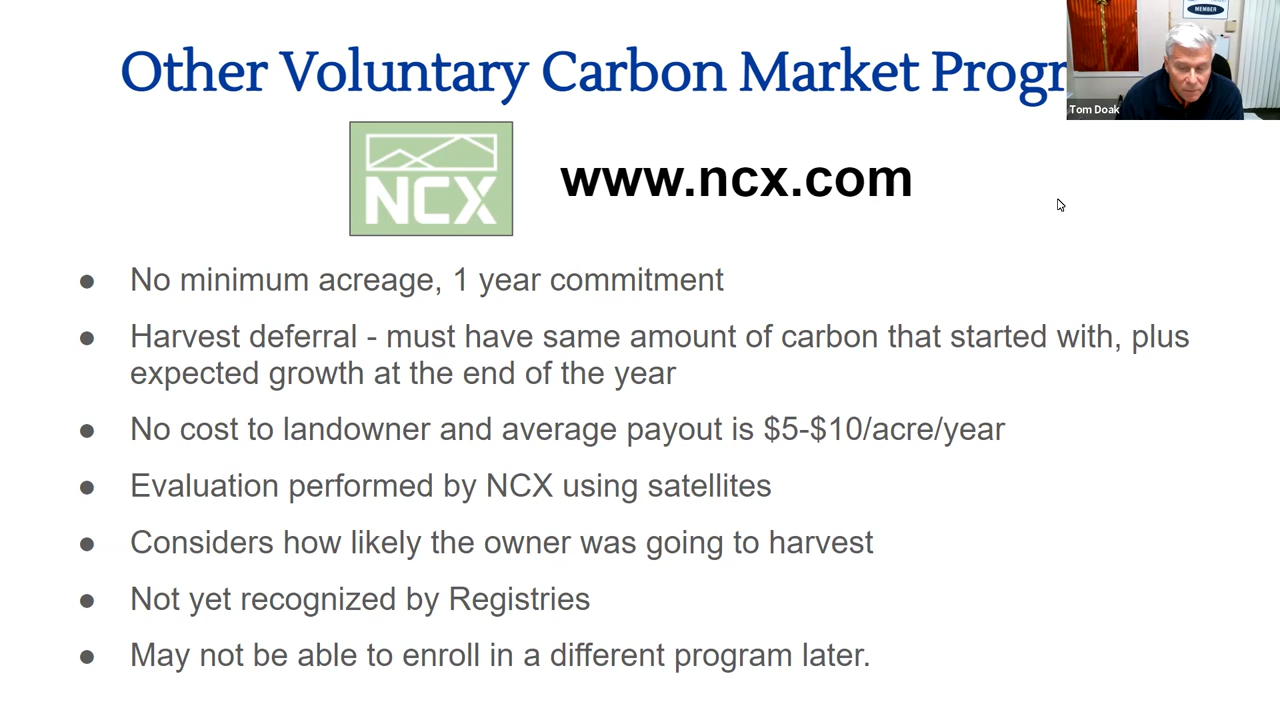 Other Voluntary Carbon Market Progr
MEMBER
Tom Doak
NCX
www.ncx.com
● No minimum acreage, 1 year commitment
● Harvest deferral - must have same amount of carbon that started with, plus
expected growth at the end of the year
● No cost to landowner and average payout is $5-$10/acre/year
● Evaluation performed by NCX using satellites
● Considers how likely the owner was going to harvest
● Not yet recognized by Registries
● May not be able to enroll in a different program later.